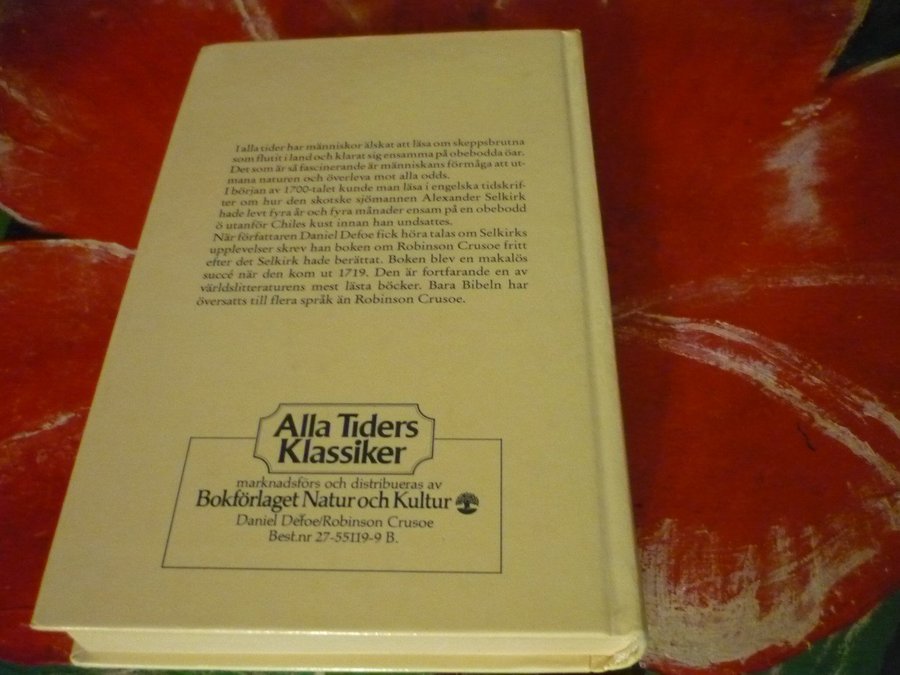 I alla tider har människor älskat att läsa om skeppsbrutna
som flutit i land och klarat sig ensamma på obebodda öar.
Det som är så fascinerande är människans förmåga att ut-
mana naturen och överleva mot alla odds.
I början av 1700-talet kunde man läsa i engelska tidskrif-
ter om hur den skotske sjömannen Alexander Selkirk
hade levt fyra år och fyra månader ensam på en obebodd
ö utanför Chiles kust innan han undsattes.
När författaren Daniel Defoe fick höra talas om Selkirks
upplevelser skrev han boken om Robinson Crusoe fritt
efter det Selkirk hade berättat. Boken blev en makalös
succé när den kom ut 1719. Den är fortfarande en av
världslitteraturens mest lästa böcker. Bara Bibeln har
översatts till flera språk än Robinson Crusoe.
Alla Tiders
Klassiker
marknadsförs och distribueras av
Bokförlaget Natur och Kultur
Daniel Defoe/Robinson Crusoe
Best.nr 27-55119-9 B.